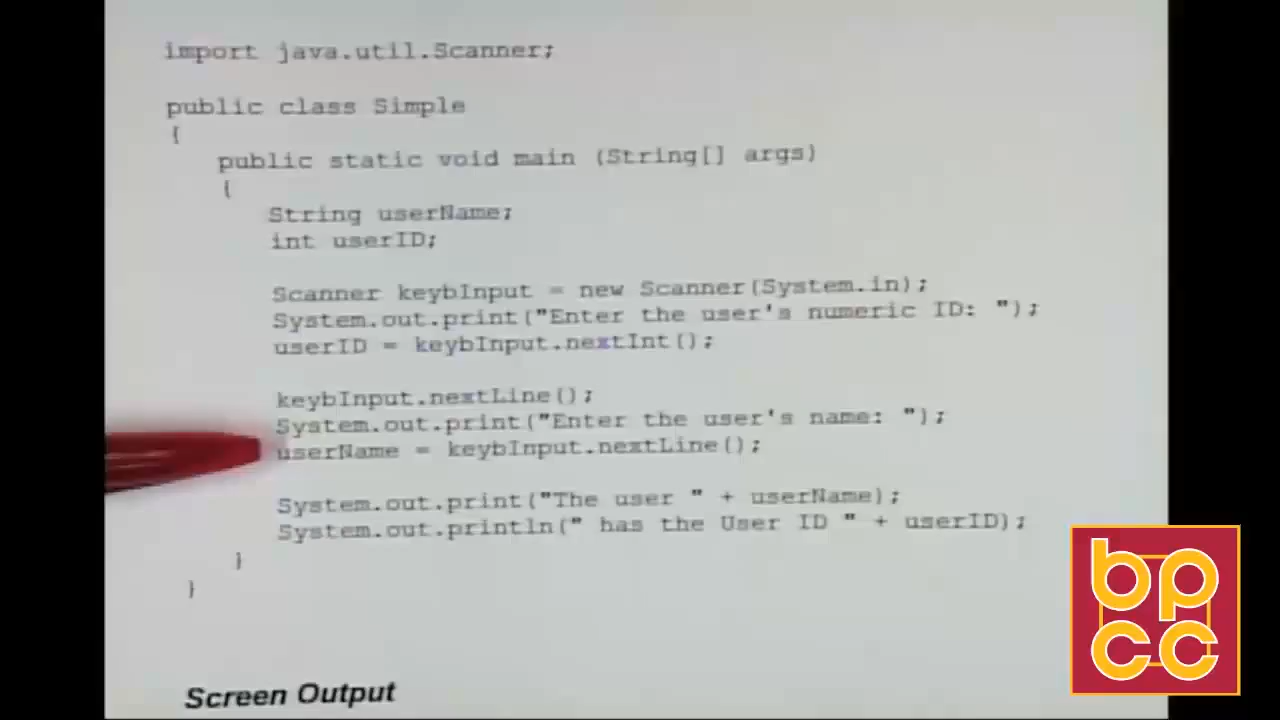 import java.util.Scanner;
public class Simple
{
public static void main (String[] args)
{
String userName;
int userID;
Scanner keybInput = new Scanner(System.in);
System.out.print("Enter the user's numeric ID: ");
userID = keybInput.nextInt();
keybInput.nextLine();
System.out.print("Enter the user's name: ");
userName = keybInput.nextLine();
System.out.print("The user " + userName);
System.out.println(" has the User ID " + userID);
}
}
Screen Output
bp
cc